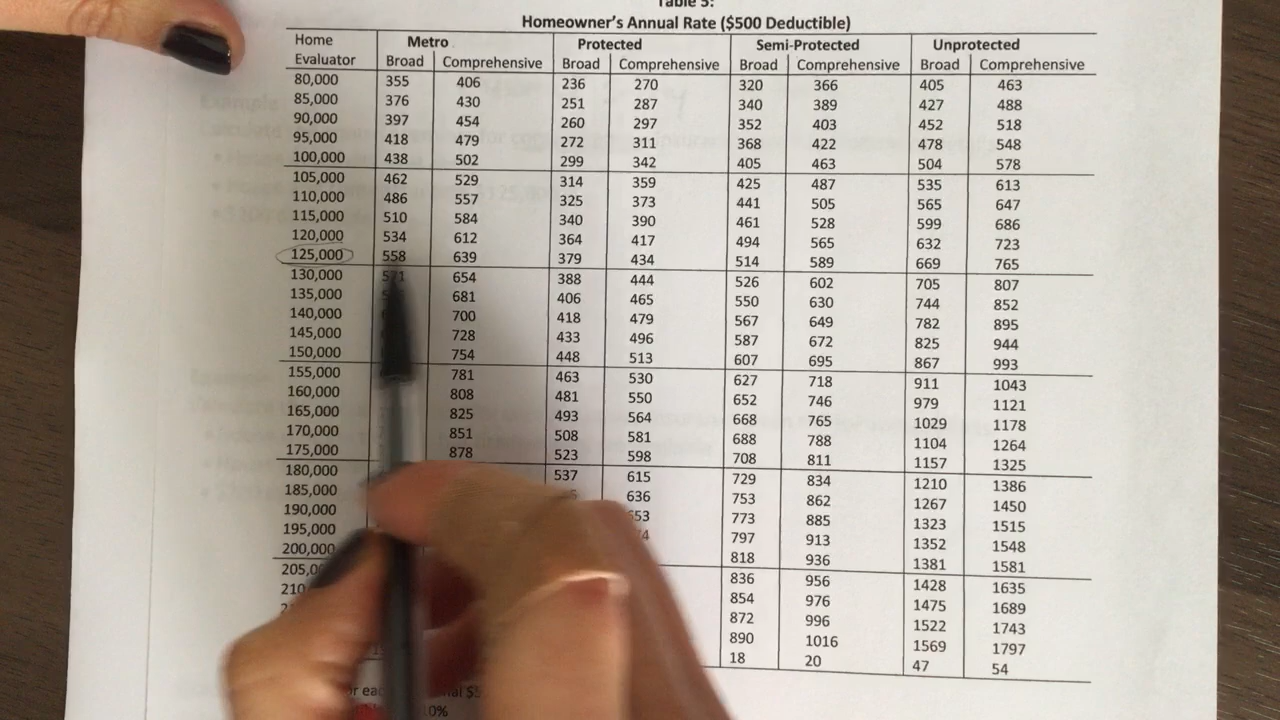 Table 5:
Homeowner's Annual Rate ($500 Deductible)
Home Metro Protected Semi-Protected Unprotected
Evaluator Broad Comprehensive Broad Comprehensive Broad Comprehensive Broad Comprehensive
80,000 355 406 236 270 320 366 405 463
85,000 376 430 251 287 340 389 427 488
90,000 397 454 260 297 352 403 452 518
95,000 418 479 272 311 368 422 478 548
100,000 438 502 299 342 405 463 504 578
105,000 462 529 314 359 425 487 535 613
110,000 486 557 325 373 441 505 565 647
115,000 510 584 340 390 461 528 599 686
120,000 534 612 364 417 494 565 632 723
125,000 558 639 379 434 514 589 669 765
130,000 571 654 388 444 526 602 705 807
135,000 681 406 465 550 630 744 852
140,000 700 418 479 567 649 782 895
145,000 728 433 496 587 672 825 944
150,000 754 448 513 607 695 867 993
155,000 781 463 530 627 718 911 1043
160,000 808 481 550 652 746 979 1121
165,000 825 493 564 668 765 1029 1178
170,000 851 508 581 688 788 1104 1264
175,000 878 523 598 708 811 1157 1325
180,000 537 615 729 834 1210 1386
185,000 636 753 862 1267 1450
190,000 653 773 885 1323 1515
195,000 797 913 1352 1548
200,000 818 936 1381 1581
836 956 1428 1635
854 976 1475 1689
872 996 1522 1743
890 1016 1569 1797
18 20 47 54